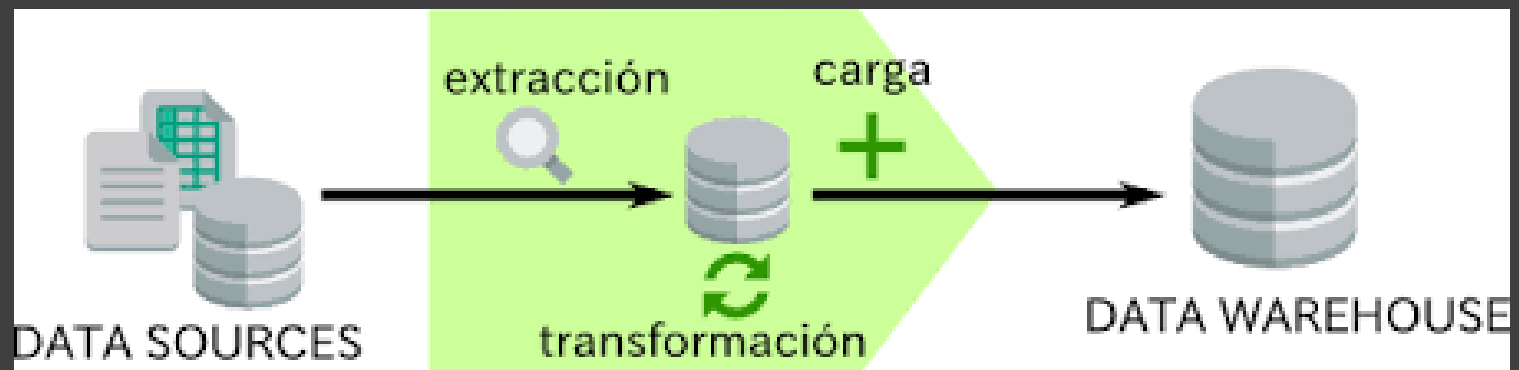 extracción
carga
DATA SOURCES
transformación
DATA WAREHOUSE